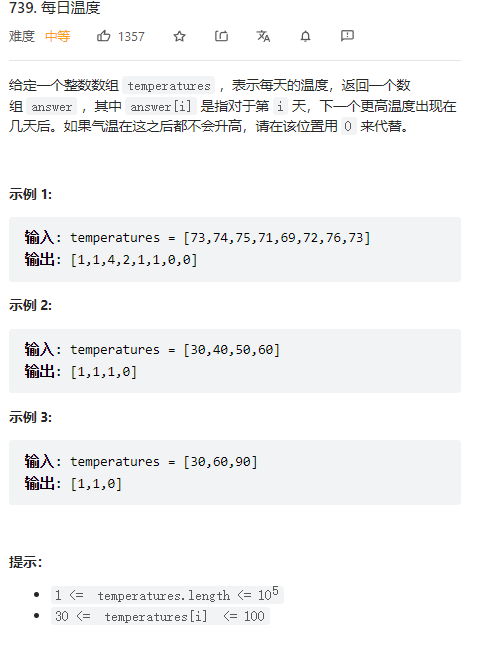 739. 每日温度
难度 中等 1357
给定一个整数数组 temperatures ，表示每天的温度，返回一个数
组 answer ，其中 answer[i] 是指对于第 i 天，下一个更高温度出现在
几天后。如果气温在这之后都不会升高，请在该位置用 0 来代替。
示例 1:
输入: temperatures = [73,74,75,71,69,72,76,73]
输出: [1,1,4,2,1,1,0,0]
示例 2:
输入: temperatures = [30,40,50,60]
输出: [1,1,1,0]
示例 3:
输入: temperatures = [30,60,90]
输出: [1,1,0]
提示：
1 <= temperatures.length <= 10⁵
30 <= temperatures[i] <= 100